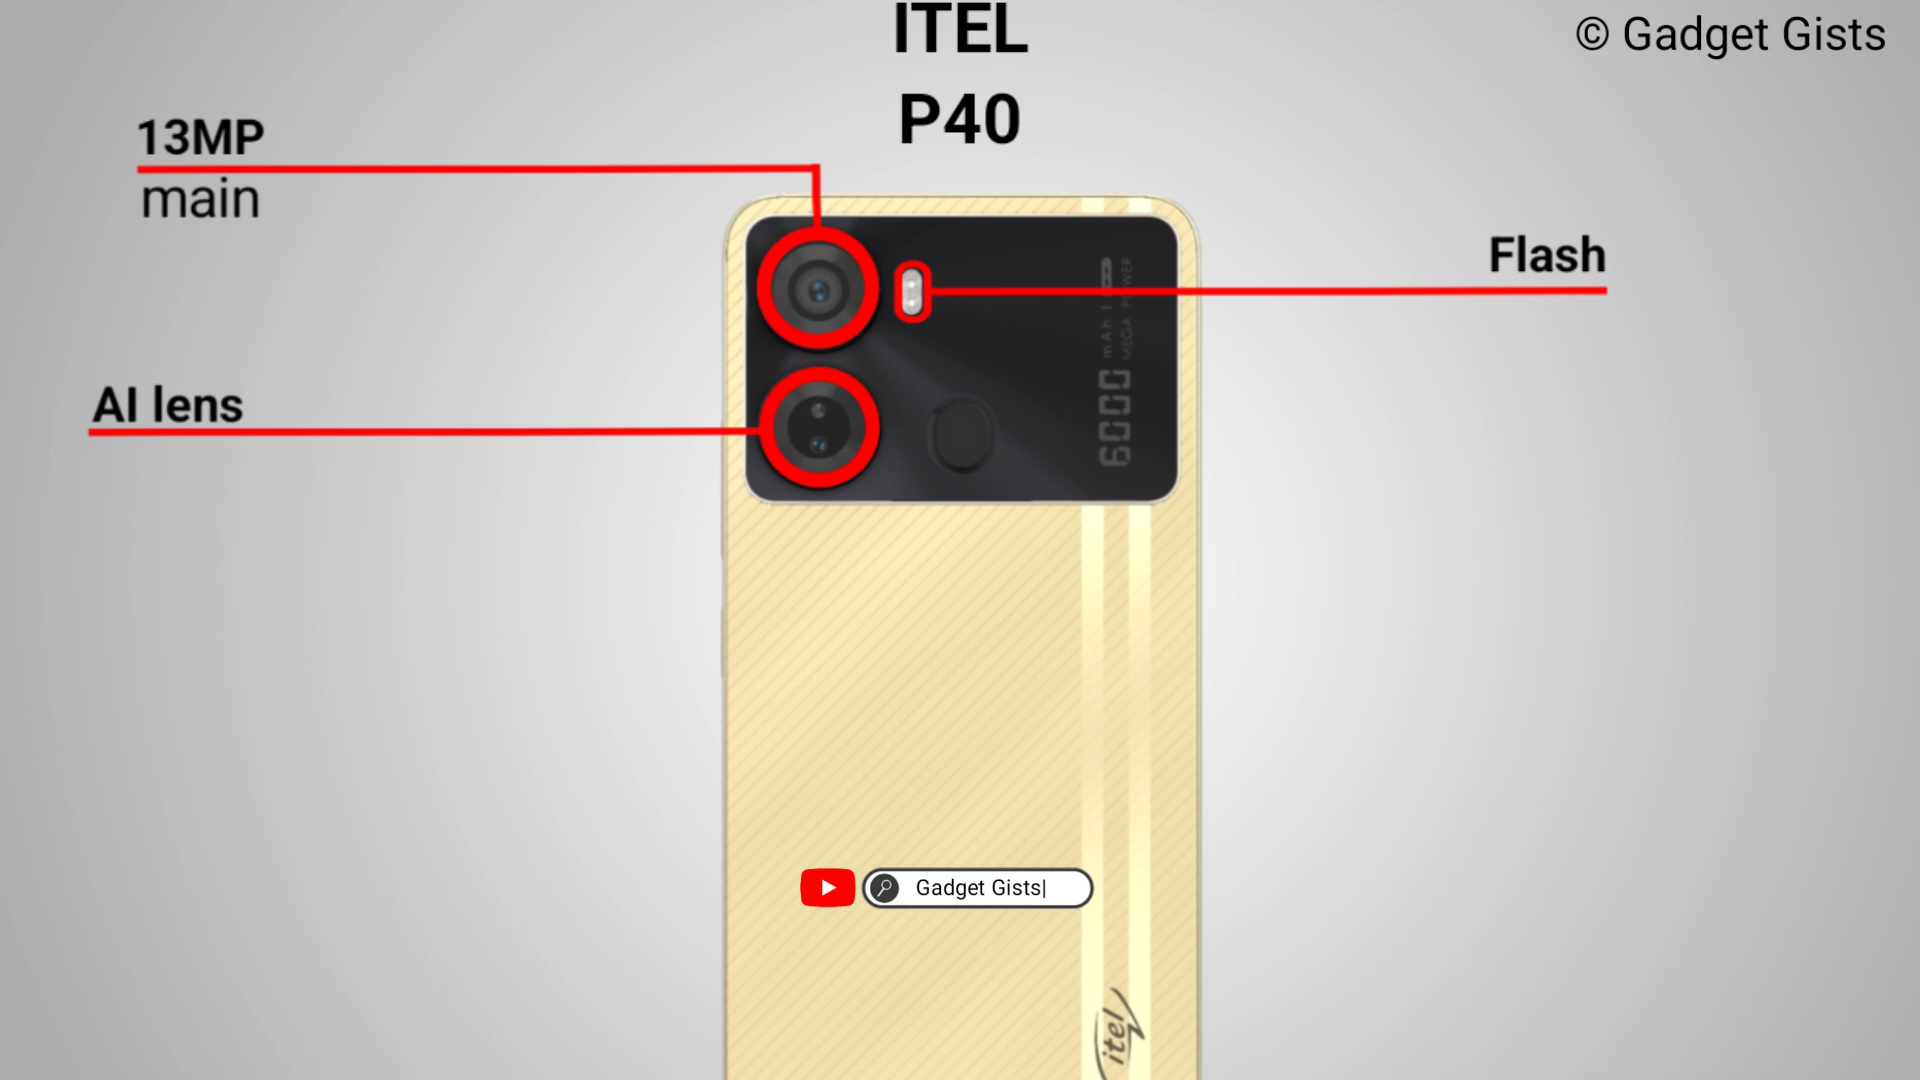 ITEL
P40
© Gadget Gists
13MP
main
Flash
AI lens
6000 mAh
MEGA POWER
Gadget Gists
itel